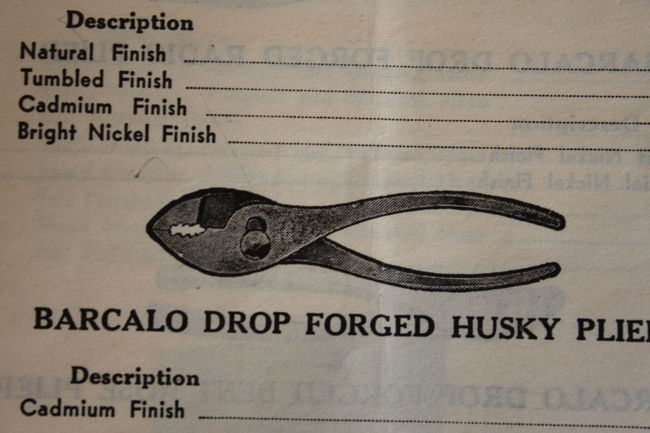 Description
Natural Finish
Tumbled Finish
Cadmium Finish
Bright Nickel Finish
BARCALO DROP FORGED HUSKY PLIE
Description
Cadmium Finish